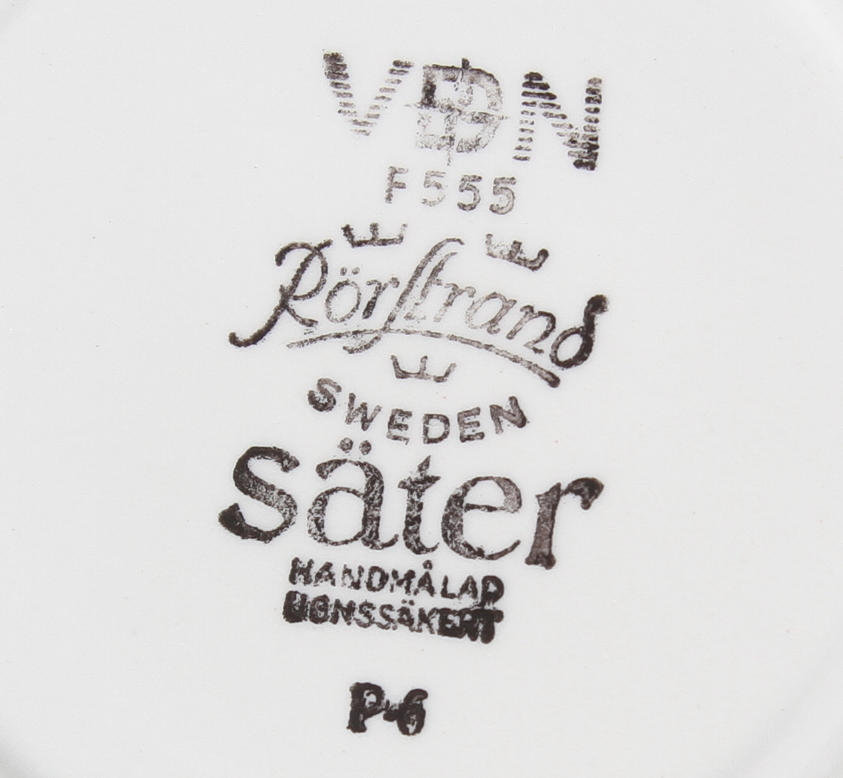 VDN
F555
Rörstrand
SWEDEN
säter
HANDMÅLAD
UGNSSÄKERT
P-6